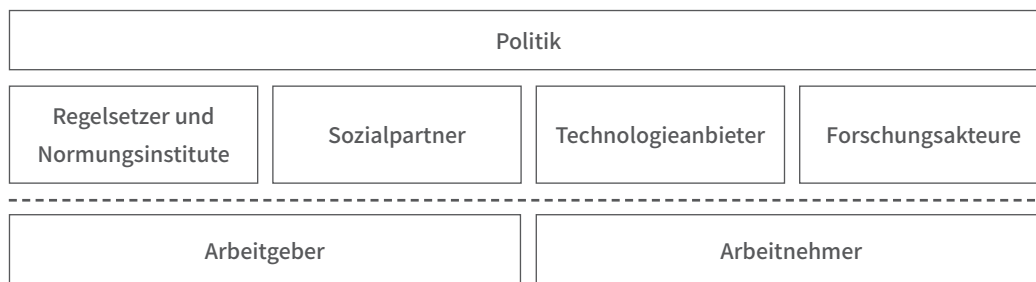 Politik
Regelsetzer und
Normungsinstitute
Sozialpartner
Technologieanbieter
Forschungsakteure
Arbeitgeber
Arbeitnehmer